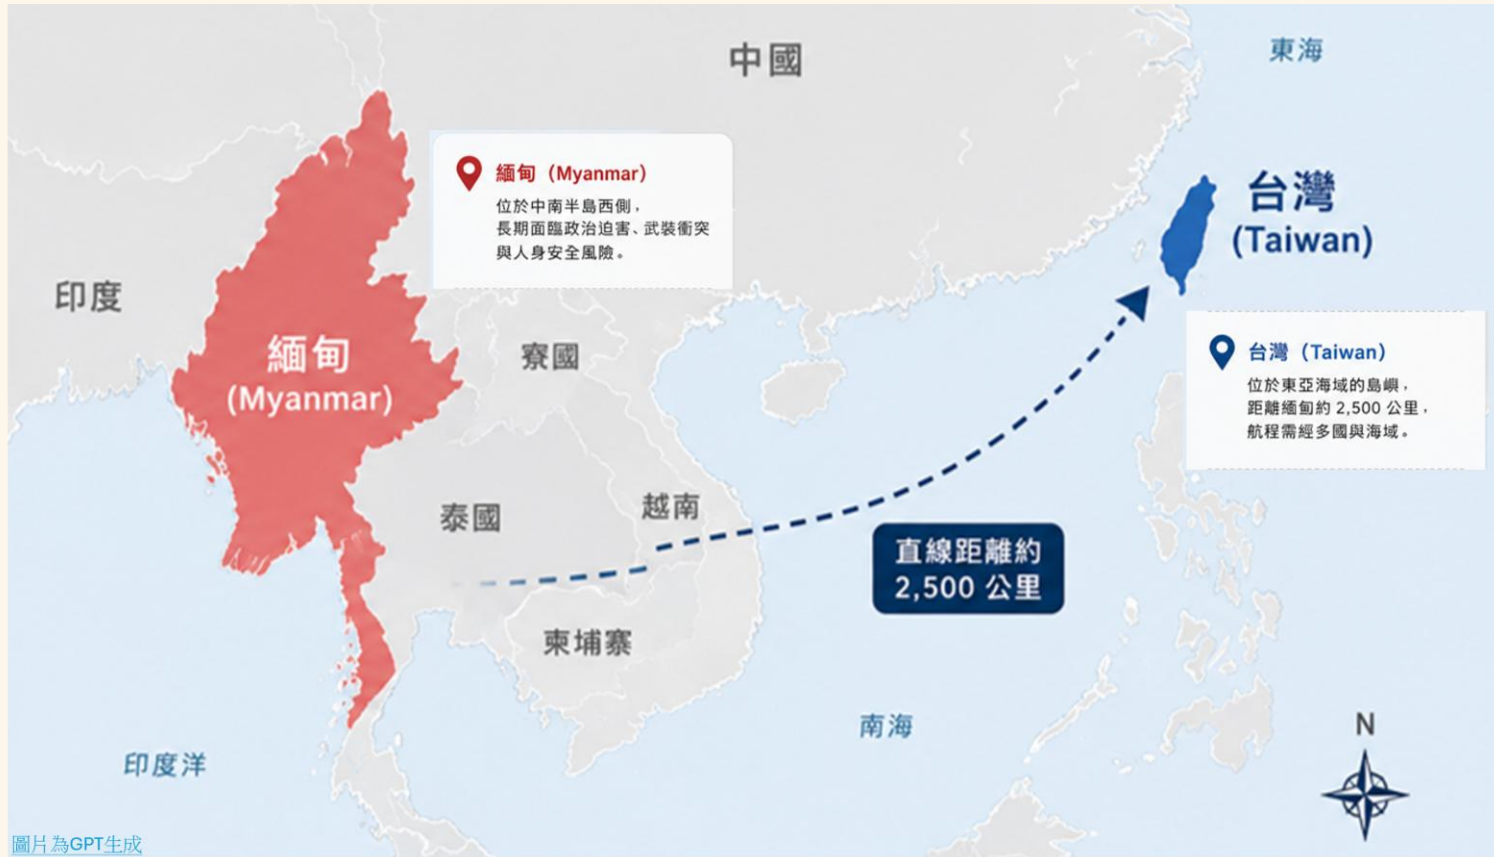 中國
東海
緬甸（Myanmar）
位於中南半島西側，
長期面臨政治迫害、武裝衝突
與人身安全風險。
台灣
(Taiwan)
印度
緬甸
(Myanmar)
寮國
台灣（Taiwan）
位於東亞海域的島嶼，
距離緬甸約 2,500 公里，
航程需經多國與海域。
泰國
越南
直線距離約
2,500 公里
柬埔寨
南海
N
印度洋
圖片為GPT生成